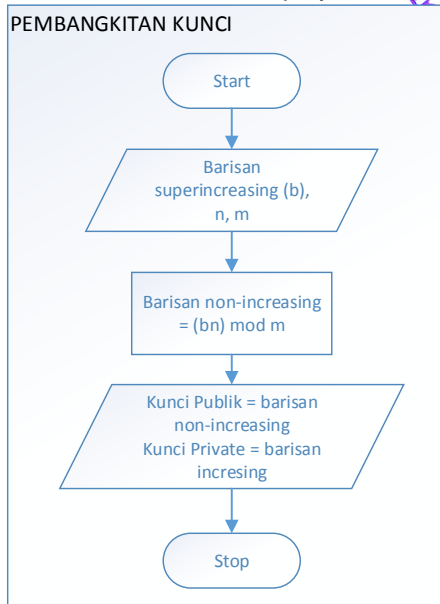 PEMBANGKITAN KUNCI
Start
Barisan
superincreasing (b),
n, m
Barisan non-increasing
= (bn) mod m
Kunci Publik = barisan
non-increasing
Kunci Private = barisan
incresing
Stop